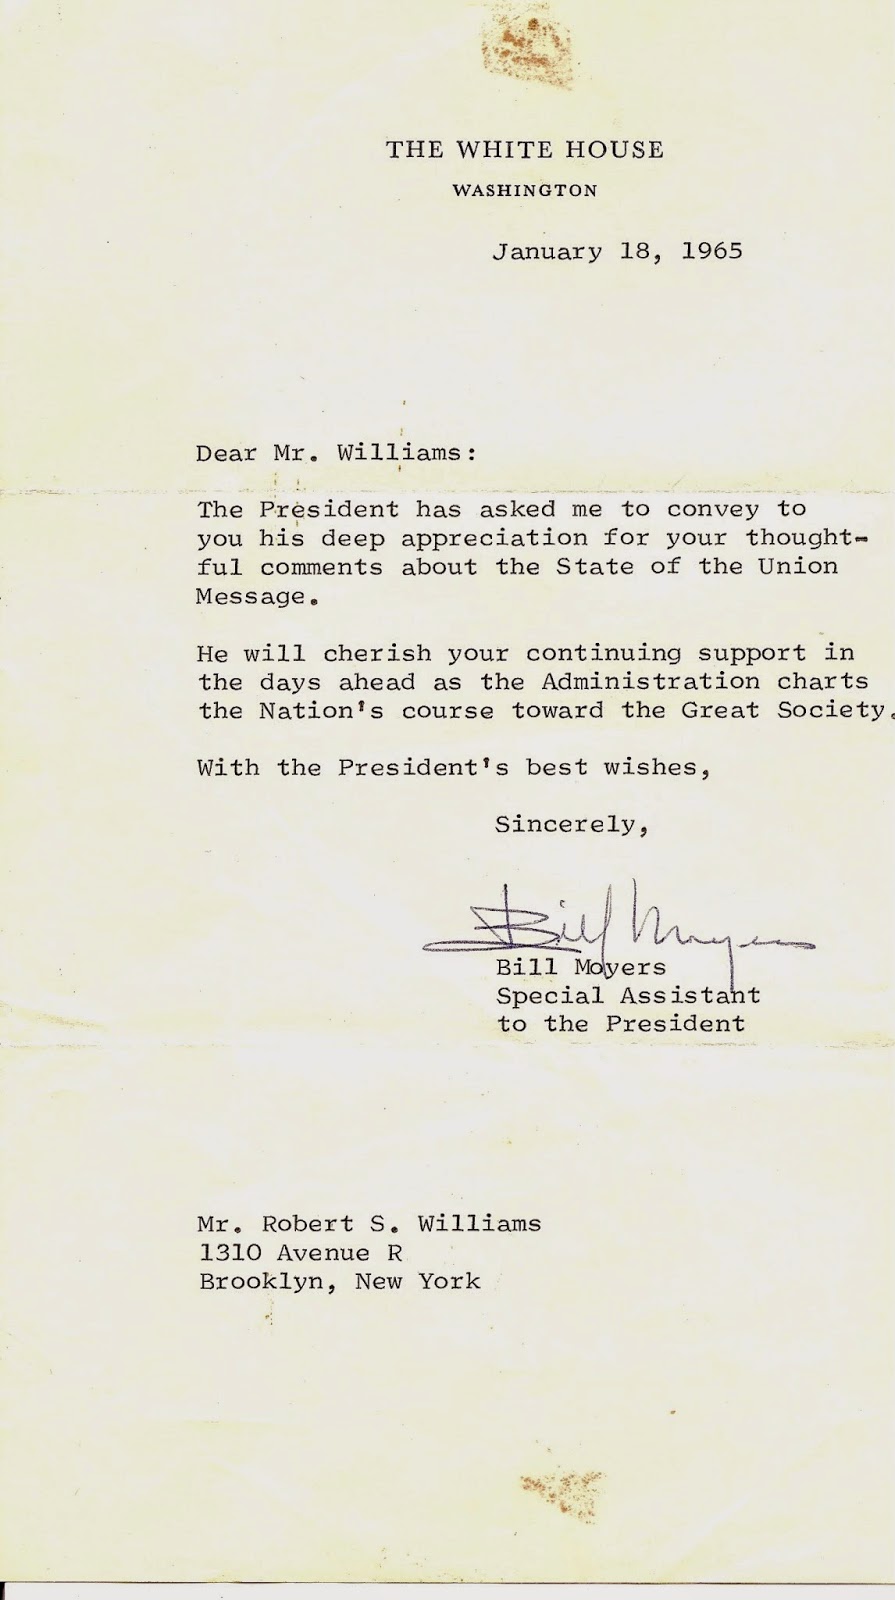 THE WHITE HOUSE
WASHINGTON
January 18, 1965
Dear Mr. Williams:
The President has asked me to convey to
you his deep appreciation for your thought-
ful comments about the State of the Union
Message.
He will cherish your continuing support in
the days ahead as the Administration charts
the Nation's course toward the Great Society.
With the President's best wishes,
Sincerely,
Bill Moyers
Bill Moyers
Special Assistant
to the President
Mr. Robert S. Williams
1310 Avenue R
Brooklyn, New York